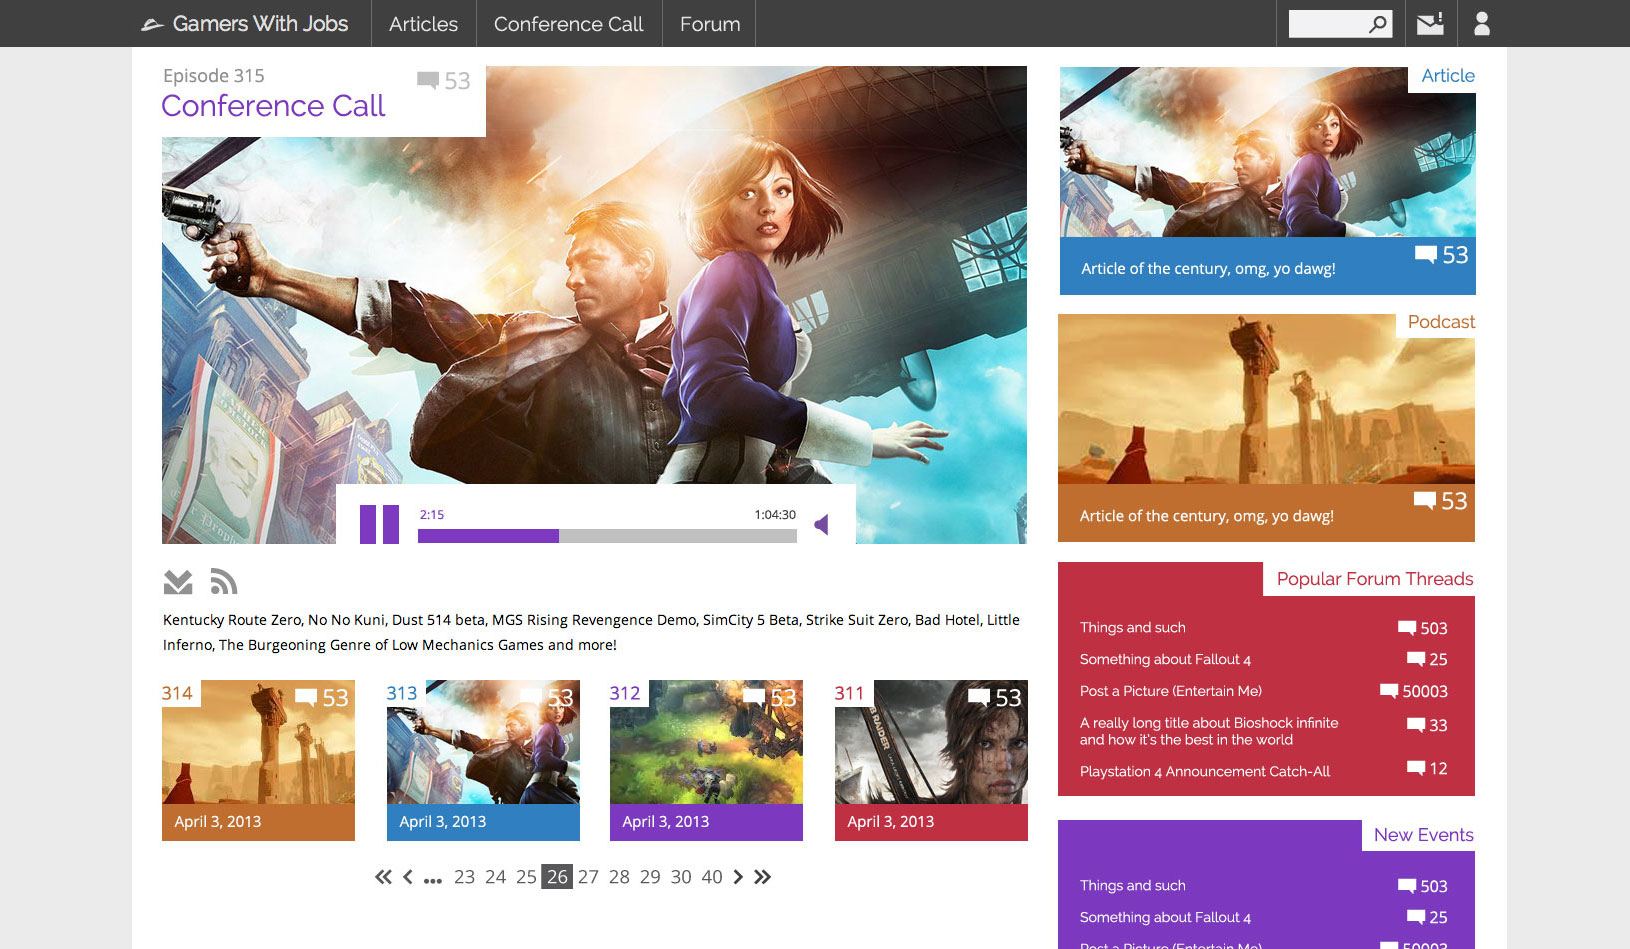 Gamers With Jobs
Articles
Conference Call
Forum
Episode 315
53
Conference Call
2:15
1:04:30
Kentucky Route Zero, No No Kuni, Dust 514 beta, MGS Rising Revengence Demo, SimCity 5 Beta, Strike Suit Zero, Bad Hotel, Little
Inferno, The Burgeoning Genre of Low Mechanics Games and more!
314
53
April 3, 2013
313
53
April 3, 2013
312
53
April 3, 2013
311
53
RAIDER
April 3, 2013
... 23 24 25 26 27 28 29 30 40
Article
53
Article of the century, omg, yo dawg!
Podcast
53
Article of the century, omg, yo dawg!
Popular Forum Threads
Things and such 503
Something about Fallout 4 25
Post a Picture (Entertain Me) 50003
A really long title about Bioshock infinite 33
and how it's the best in the world
Playstation 4 Announcement Catch-All 12
New Events
Things and such 503
Something about Fallout 4 25
Post a Picture (Entertain Me) 50003